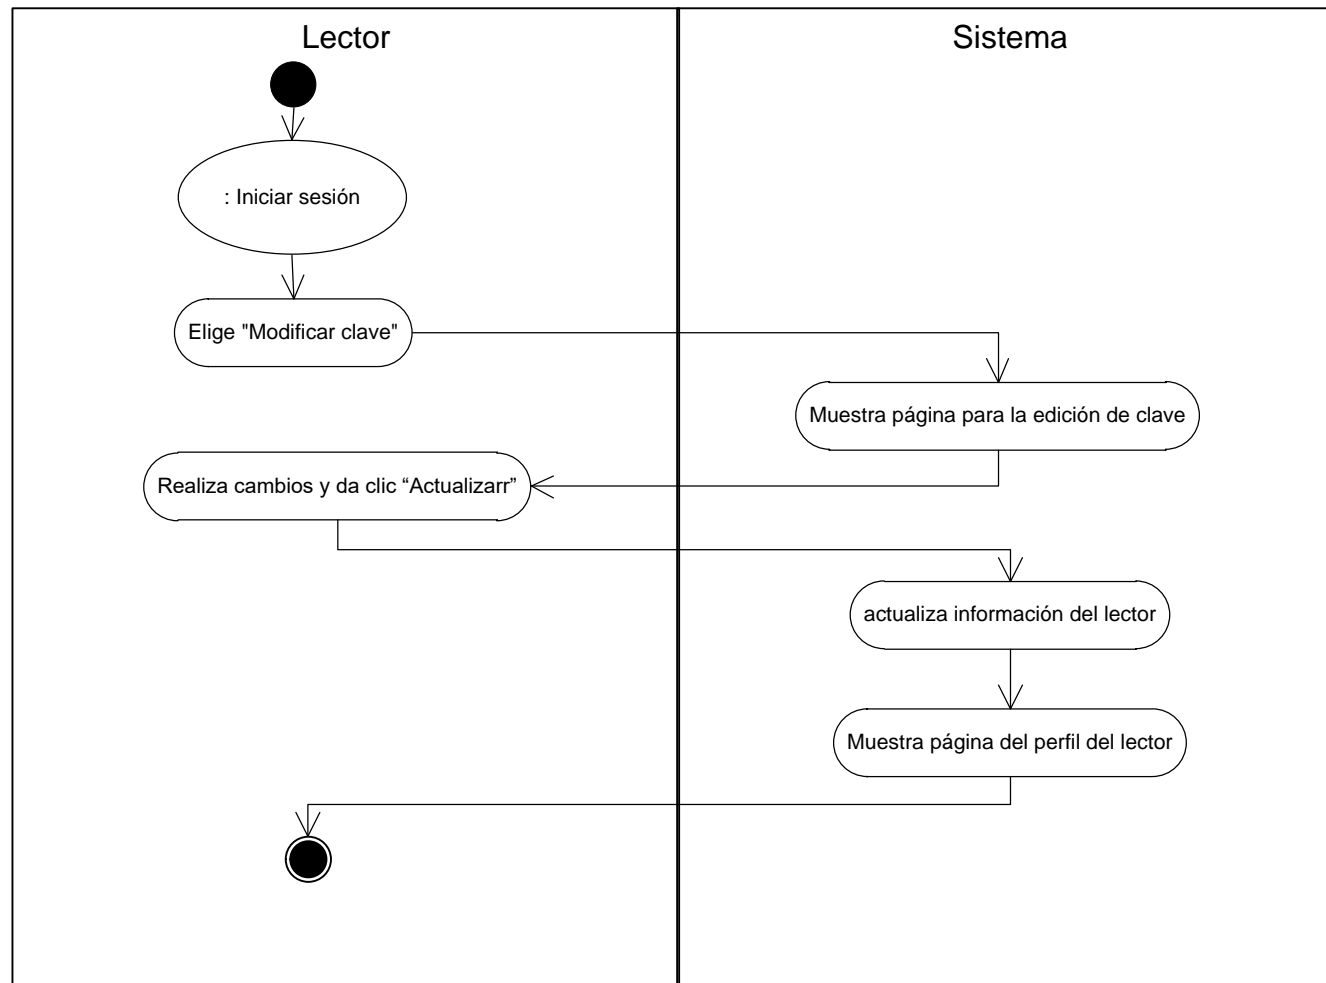 Lector
Sistema
: Iniciar sesión
Elige "Modificar clave"
Muestra página para la edición de clave
Realiza cambios y da clic “Actualizarr”
actualiza información del lector
Muestra página del perfil del lector